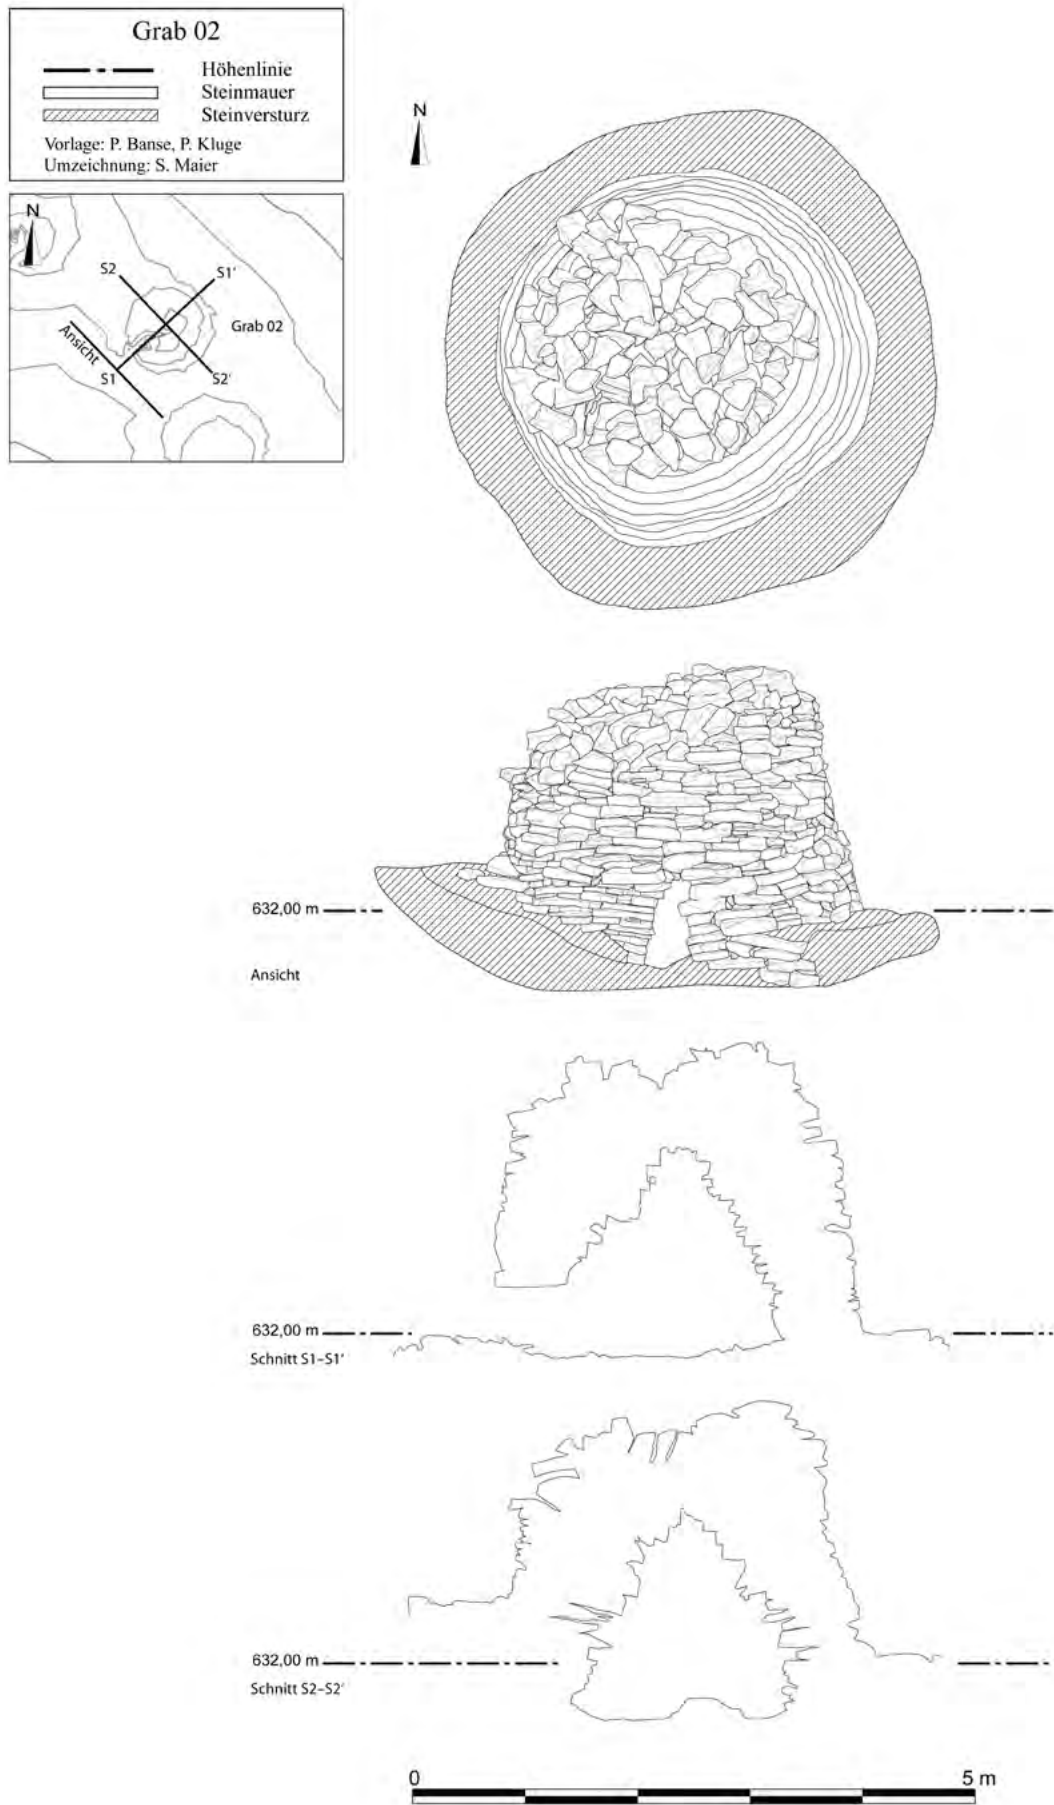 Grab 02
Höhenlinie
Steinmauer
Steinversturz
Vorlage: P. Banse, P. Kluge
Umzeichnung: S. Maier
N
S2
S1'
Grab 02
Ansicht
S1
S2'
N
632,00 m
Ansicht
632,00 m
Schnitt S1–S1'
632,00 m
Schnitt S2–S2'
0 5 m